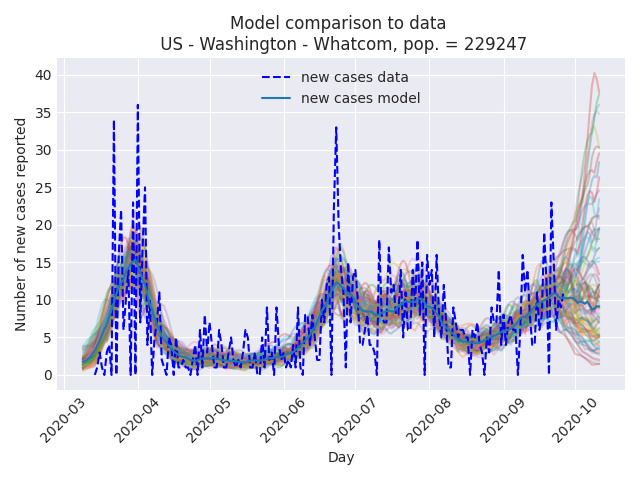 Model comparison to data
US - Washington - Whatcom, pop. = 229247
new cases data
new cases model
Number of new cases reported
40
35
30
25
20
15
10
5
0
2020-03
2020-04
2020-05
2020-06
2020-07
2020-08
2020-09
2020-10
Day